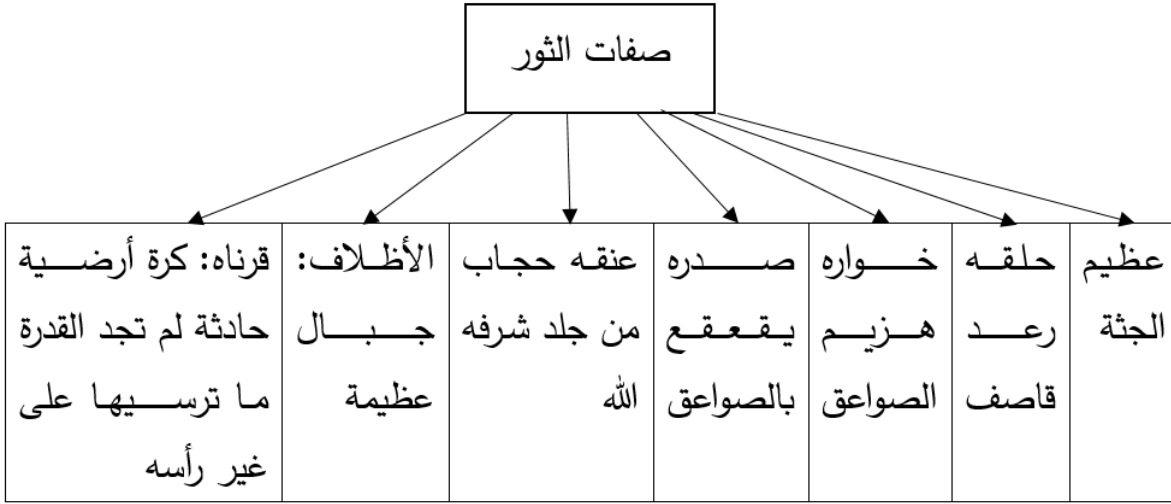 صفات الثور
عظيم
الجثة
حلقه
رعد
قاصف
خواره
هزيم
الصواعق
صدره
يقعقع
بالصواعق
عنقه حجاب
من جلد شرفه
الله
الأظلاف:
جبال
عظيمة
قرناه: كرة أرضية
حادثة لم تجد القدرة
ما ترسيها على
غير رأسه